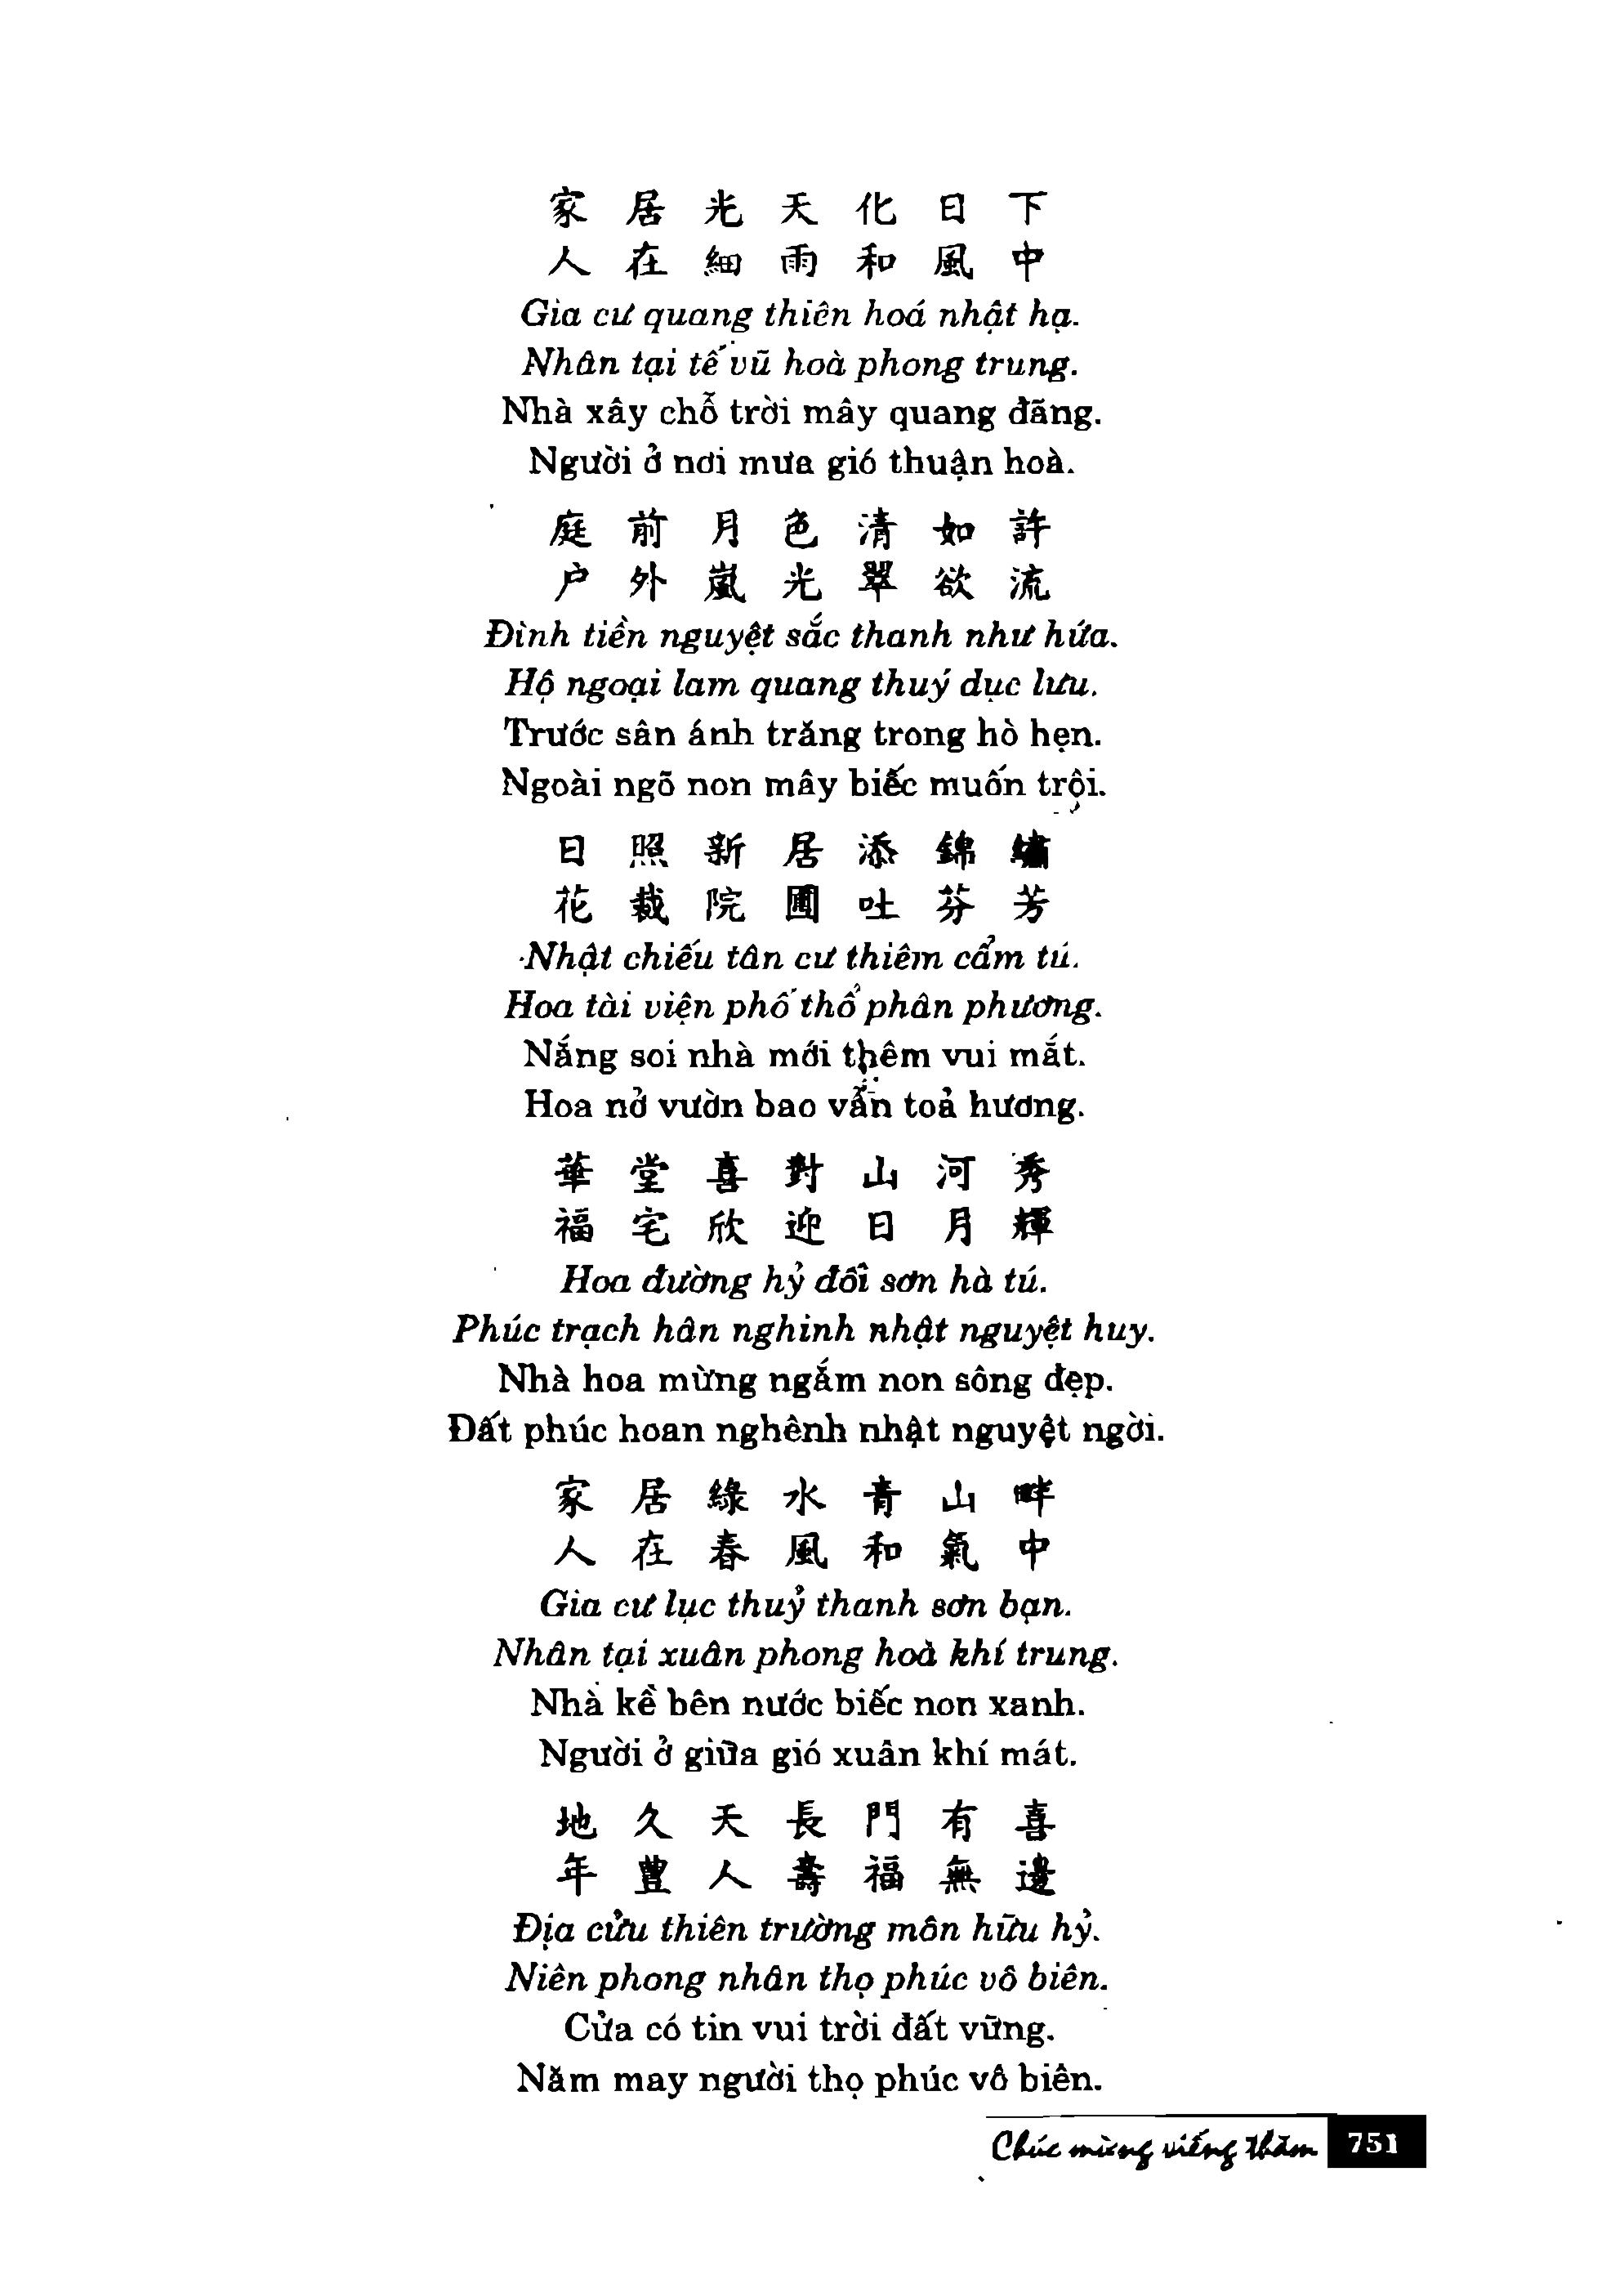 家居光天化日下
人在細雨和風中
Gia cư quang thiên hoá nhật hạ.
Nhân tại tế vũ hoà phong trung.
Nhà xây chỗ trời mây quang đãng.
Người ở nơi mưa gió thuận hoà.
庭前月色清如許
户外嵐光翠欲流
Đình tiền nguyệt sắc thanh như hứa.
Hộ ngoại lam quang thuý dục lưu.
Trước sân ánh trăng trong hò hẹn.
Ngoài ngõ non mây biếc muốn trội.
日照新居添錦繡
花栽院圃吐芬芳
Nhật chiếu tân cư thiêm cẩm tú.
Hoa tài viện phố thổ phân phương.
Nắng soi nhà mới thêm vui mắt.
Hoa nở vườn bao vẫn toả hương.
華堂喜對山河秀
福宅欣迎日月輝
Hoa đường hỷ đối sơn hà tú.
Phúc trạch hân nghinh nhật nguyệt huy.
Nhà hoa mừng ngắm non sông đẹp.
Đất phúc hoan nghênh nhật nguyệt ngời.
家居綠水青山畔
人在春風和氣中
Gia cư lục thuỷ thanh sơn bạn.
Nhân tại xuân phong hoà khí trung.
Nhà kề bên nước biếc non xanh.
Người ở giữa gió xuân khí mát.
地久天長門有喜
年豐人壽福無邊
Địa cửu thiên trường môn hữu hỷ.
Niên phong nhân thọ phúc vô biên.
Cửa có tin vui trời đất vững.
Năm may người thọ phúc vô biên.
Chúc mừng viếng thăm 751